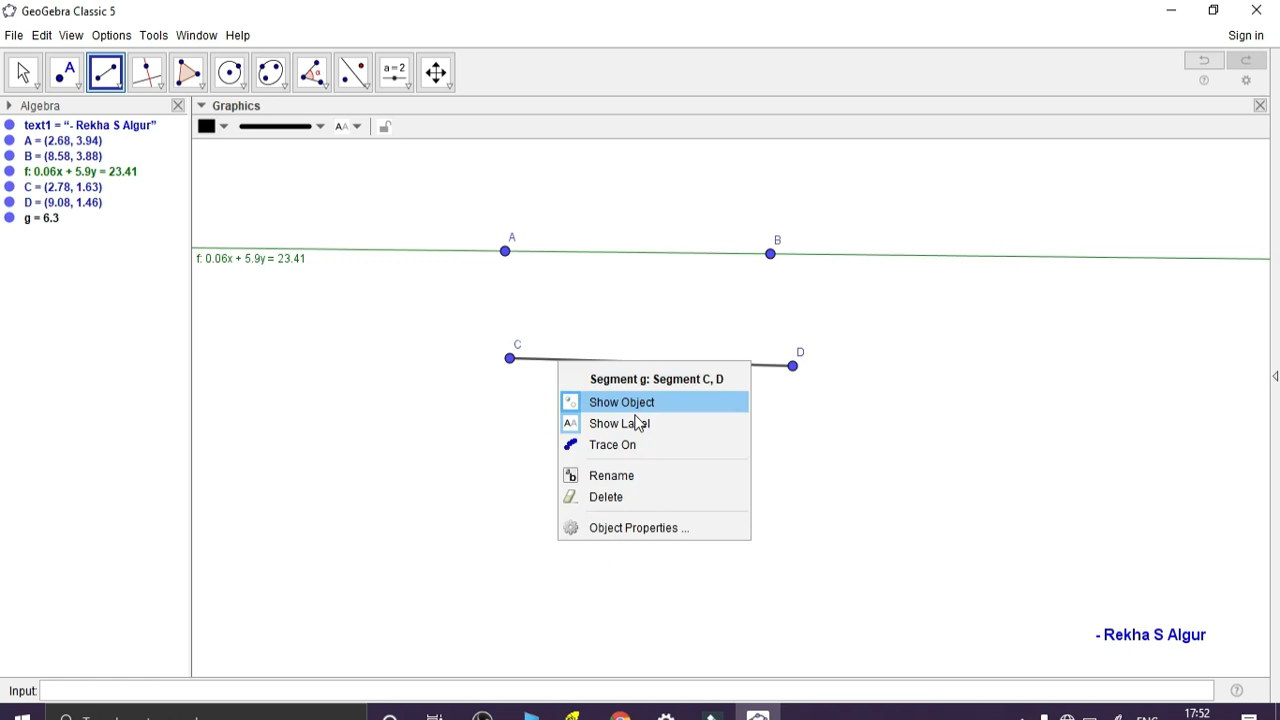 GeoGebra Classic 5
File Edit View Options Tools Window Help
Sign in
A
a=2
Algebra
Graphics
AA
text1 = “- Rekha S Algur”
A = (2.68, 3.94)
B = (8.58, 3.88)
f: 0.06x + 5.9y = 23.41
C = (2.78, 1.63)
D = (9.08, 1.46)
g = 6.3
A
B
f: 0.06x + 5.9y = 23.41
C
D
Segment g: Segment C, D
Show Object
AA Show Label
Trace On
Rename
Delete
Object Properties ...
- Rekha S Algur
Input:
17:52
ENG